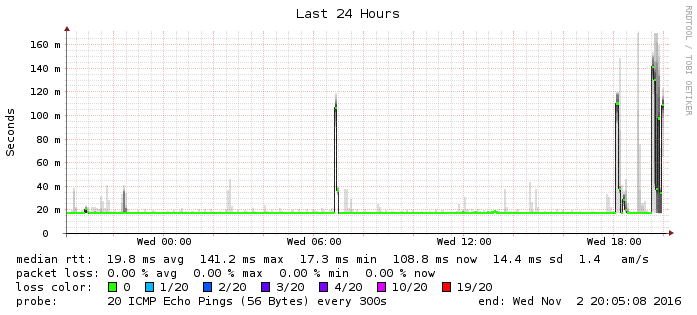 Last 24 Hours
RRDTOOL / TOBI OETIKER
Seconds
160 m
140 m
120 m
100 m
80 m
60 m
40 m
20 m
0
Wed 00:00 Wed 06:00 Wed 12:00 Wed 18:00
median rtt: 19.8 ms avg 141.2 ms max 17.3 ms min 108.8 ms now 14.4 ms sd 1.4 am/s
packet loss: 0.00 % avg 0.00 % max 0.00 % min 0.00 % now
loss color: 0 1/20 2/20 3/20 4/20 10/20 19/20
probe: 20 ICMP Echo Pings (56 Bytes) every 300s end: Wed Nov 2 20:05:08 2016